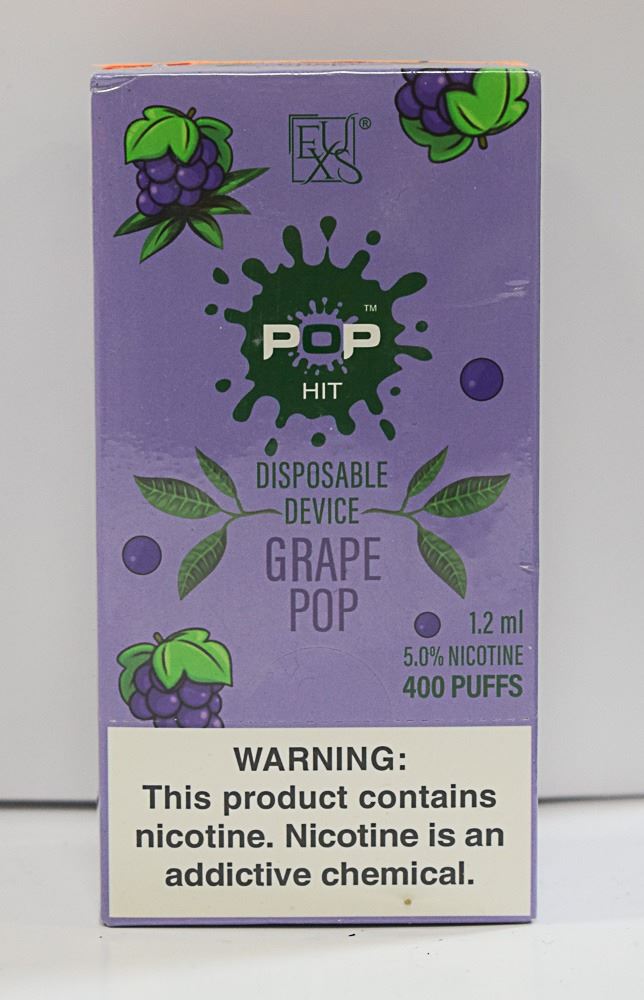 EUXS®
POP™
HIT
DISPOSABLE
DEVICE
GRAPE
POP
1.2 ml
5.0% NICOTINE
400 PUFFS
WARNING:
This product contains
nicotine. Nicotine is an
addictive chemical.